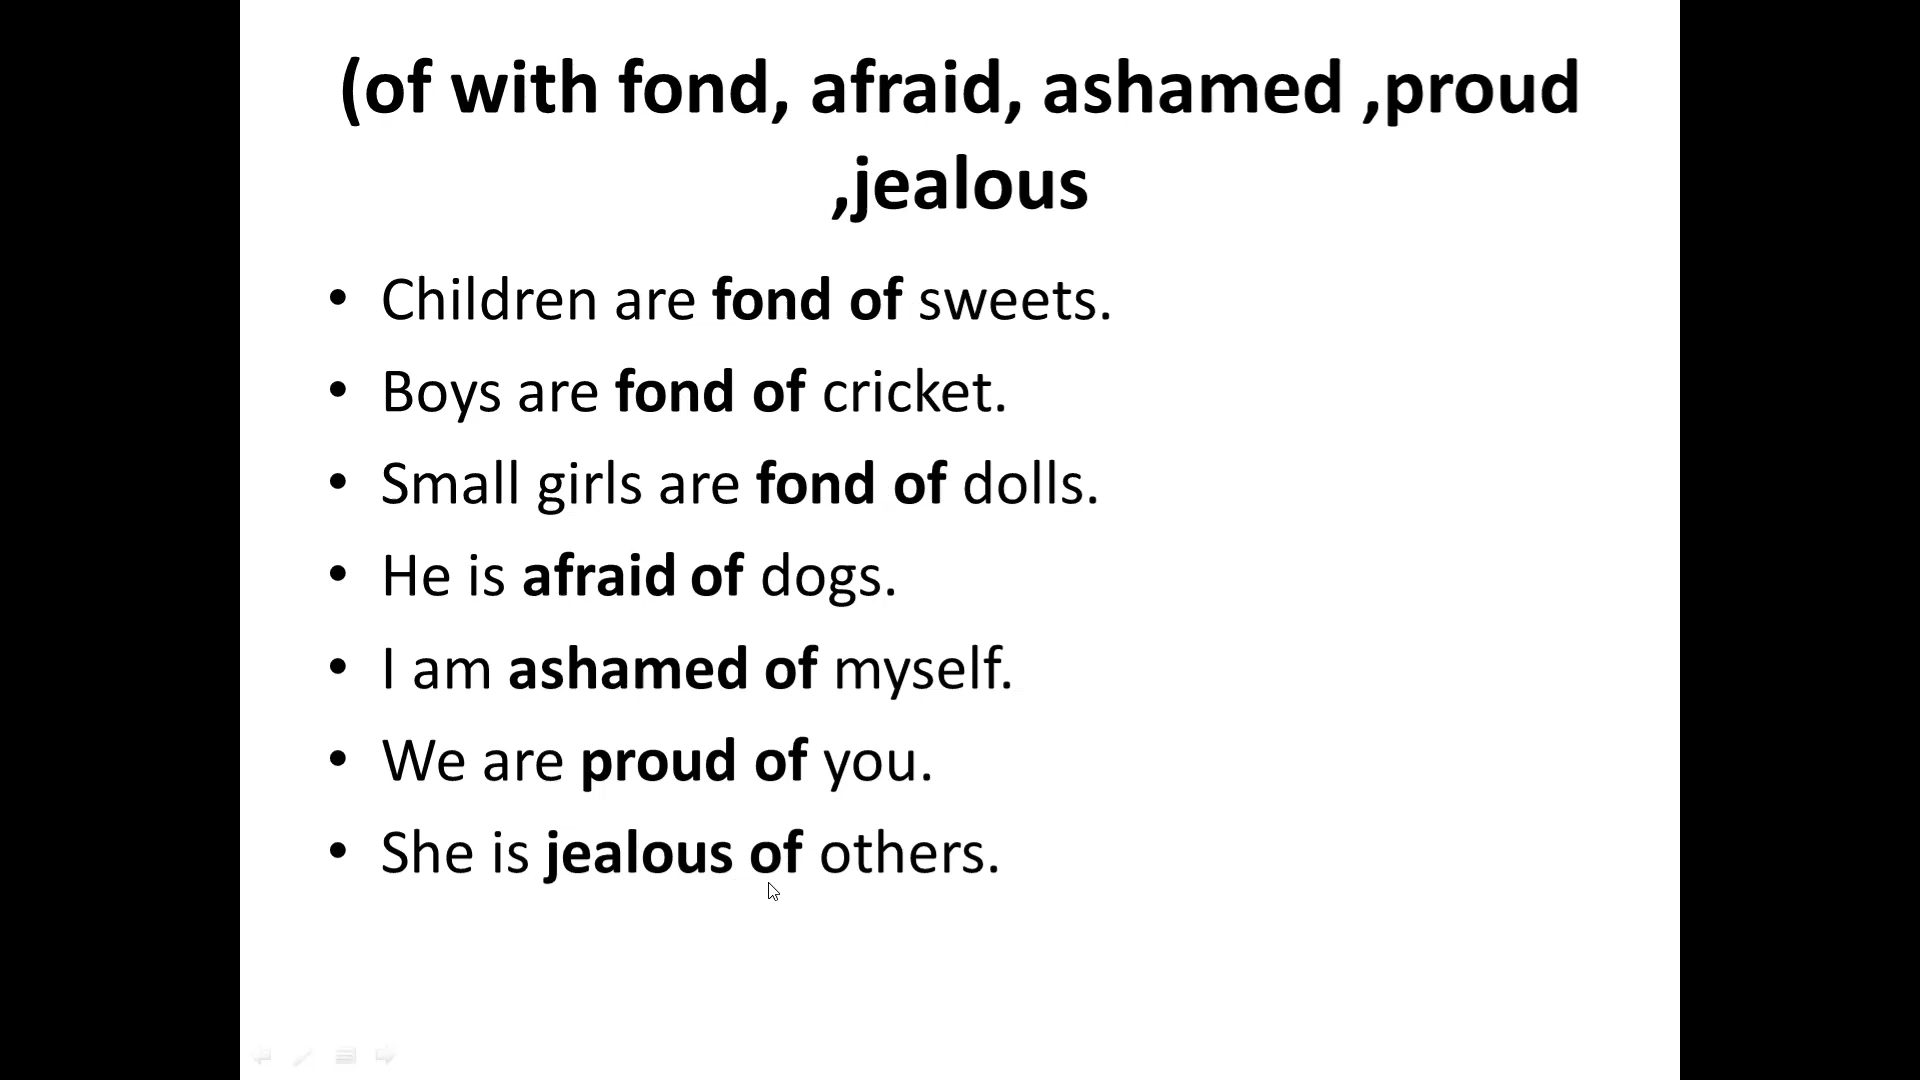 (of with fond, afraid, ashamed ,proud
,jealous
• Children are fond of sweets.
• Boys are fond of cricket.
• Small girls are fond of dolls.
• He is afraid of dogs.
• I am ashamed of myself.
• We are proud of you.
• She is jealous of others.